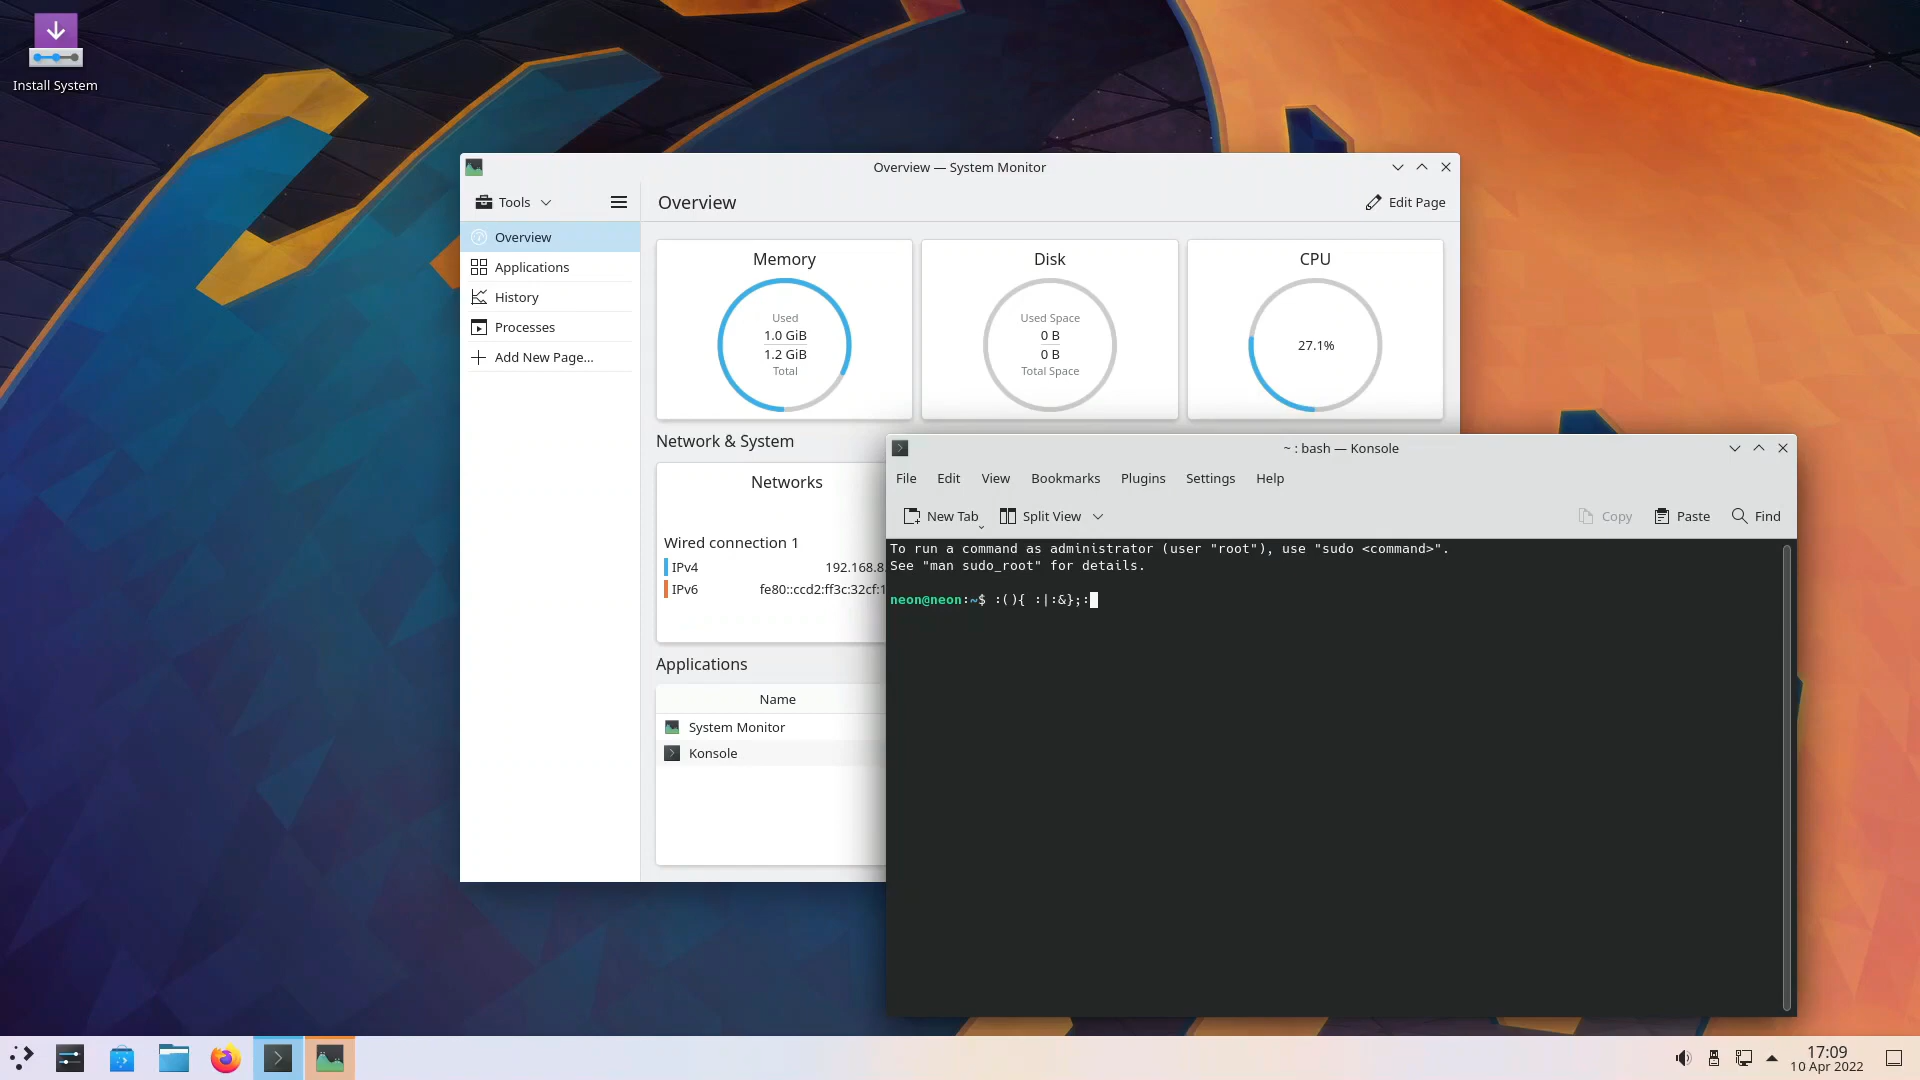 Install System
Overview — System Monitor
Tools
Overview
Edit Page
Overview
Applications
History
Processes
Add New Page...
Memory
Used
1.0 GiB
1.2 GiB
Total
Disk
Used Space
0 B
0 B
Total Space
CPU
27.1%
Network & System
Networks
Wired connection 1
IPv4 192.168.8.
IPv6 fe80::ccd2:ff3c:32cf:1
Applications
Name
System Monitor
Konsole
~ : bash — Konsole
File Edit View Bookmarks Plugins Settings Help
New Tab Split View Copy Paste Find
To run a command as administrator (user "root"), use "sudo <command>".
See "man sudo_root" for details.
neon@neon:~$ :(){ :|:&};:
17:09
10 Apr 2022